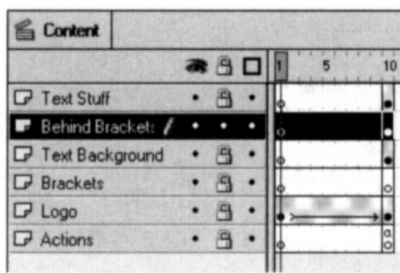 Content
1 5 10
Text Stuff
Behind Bracket:
Text Background
Brackets
Logo
Actions
a